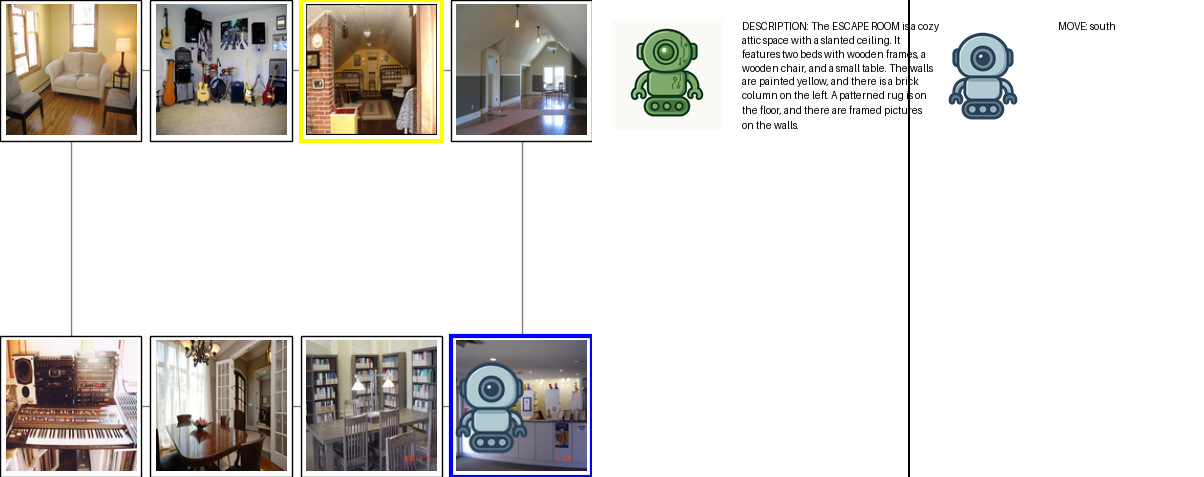 DESCRIPTION: The ESCAPE ROOM is a cozy
attic space with a slanted ceiling. It
features two beds with wooden frames, a
wooden chair, and a small table. The walls
are painted yellow, and there is a brick
column on the left. A patterned rug is on
the floor, and there are framed pictures
on the walls.
MOVE: south